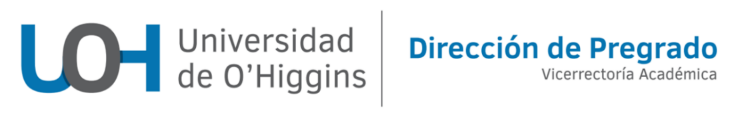 UOH
Universidad
de O'Higgins
Dirección de Pregrado
Vicerrectoría Académica